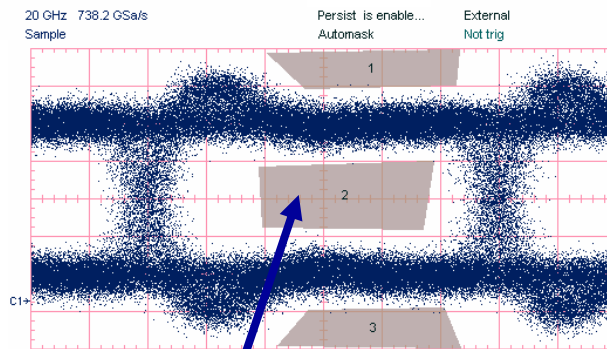 20 GHz 738.2 GSa/s Persist is enable... External
Sample Automask Not trig
1
2
C1
3